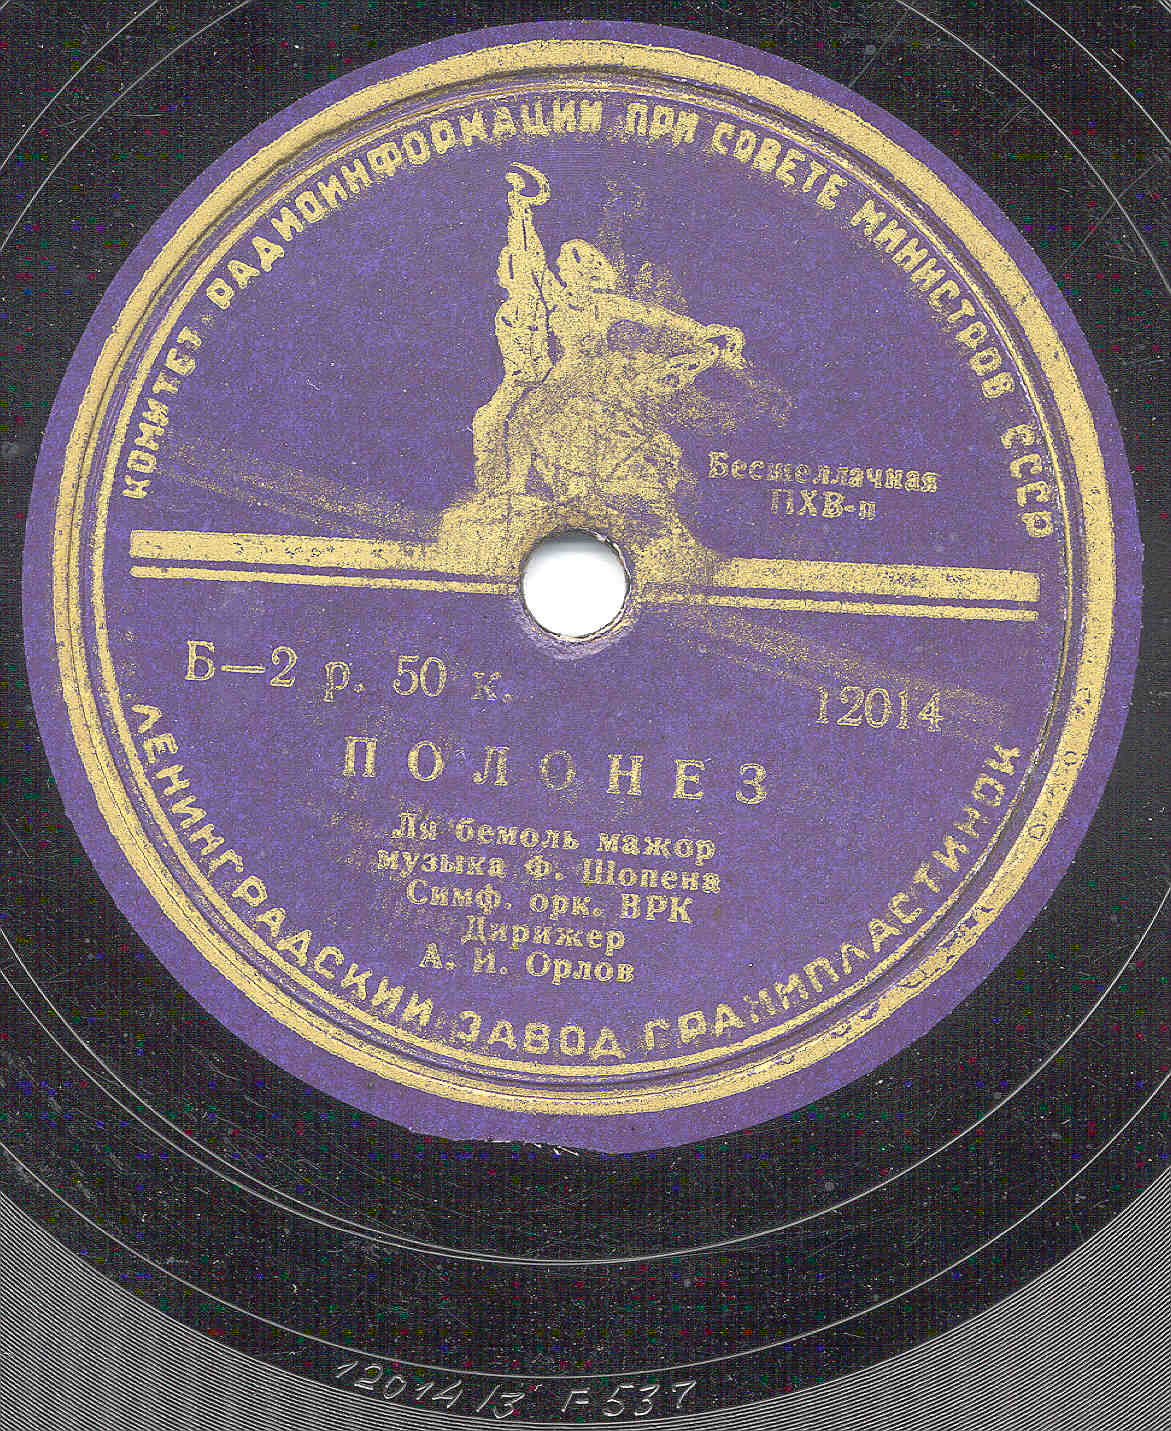 КОМИТЕТ РАДИОИНФОРМАЦИИ ПРИ СОВЕТЕ МИНИСТРОВ СССР
Бесшеллачная
ПХВ-п
Б—2 р. 50 к.
12014
ПОЛОНЕЗ
Ля бемоль мажор
музыка Ф. Шопена
Симф. орк. ВРК
Дирижер
А. И. Орлов
ЛЕНИНГРАДСКИЙ ЗАВОД ГРАМПЛАСТИНОК
12014/3 Г-537